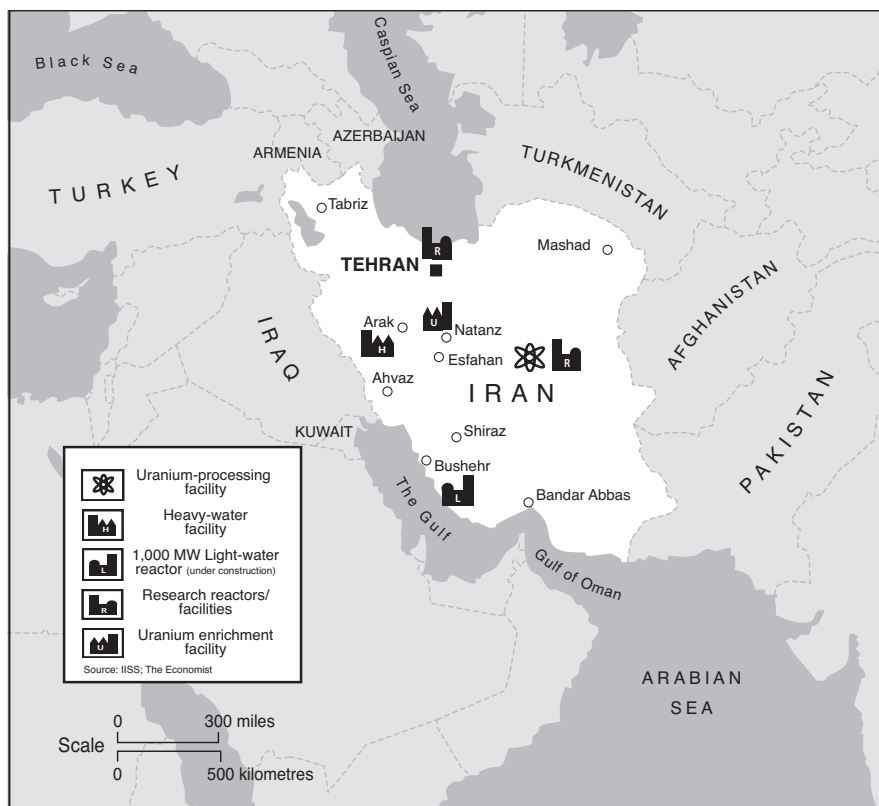 Black Sea
Caspian Sea
AZERBAIJAN
ARMENIA
TURKEY
TURKMENISTAN
Tabriz
R
Mashad
TEHRAN
AFGHANISTAN
IRAQ
Arak
U
Natanz
H
Esfahan
R
Ahvaz
IRAN
PAKISTAN
KUWAIT
Shiraz
Bushehr
L
Bandar Abbas
The Gulf
Gulf of Oman
ARABIAN
SEA
Uranium-processing
facility
H
Heavy-water
facility
L
1,000 MW Light-water
reactor (under construction)
R
Research reactors/
facilities
U
Uranium enrichment
facility
Source: IISS; The Economist
0 300 miles
Scale
0 500 kilometres